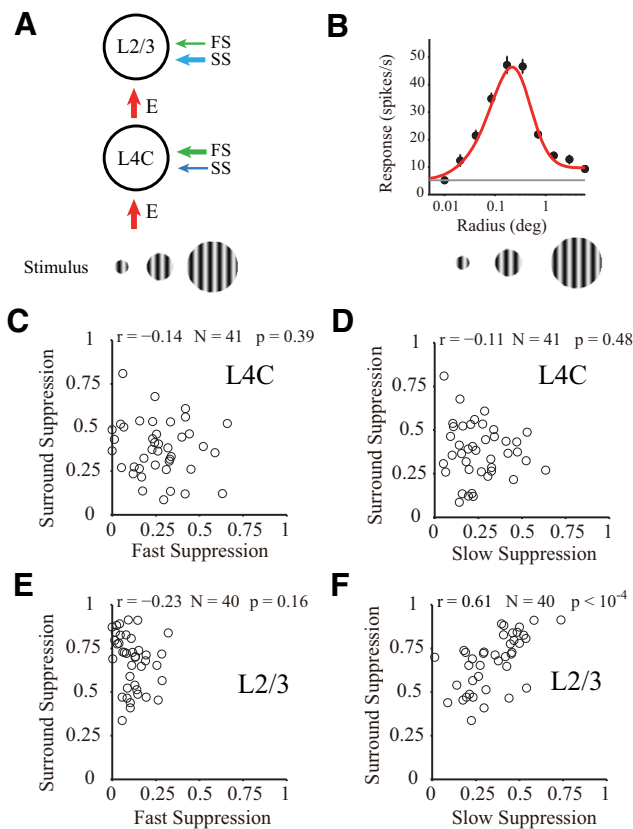 A
L2/3
FS
SS
E
L4C
FS
SS
E
Stimulus
B
Response (spikes/s)
50
40
30
20
10
0
0.01 0.1 1
Radius (deg)
C
r = −0.14 N = 41 p = 0.39
L4C
Surround Suppression
1
0.75
0.5
0.25
0
0 0.25 0.5 0.75 1
Fast Suppression
D
r = −0.11 N = 41 p = 0.48
L4C
Surround Suppression
1
0.75
0.5
0.25
0
0 0.25 0.5 0.75 1
Slow Suppression
E
r = −0.23 N = 40 p = 0.16
L2/3
Surround Suppression
1
0.75
0.5
0.25
0
0 0.25 0.5 0.75 1
Fast Suppression
F
r = 0.61 N = 40 p < 10⁻⁴
L2/3
Surround Suppression
1
0.75
0.5
0.25
0
0 0.25 0.5 0.75 1
Slow Suppression